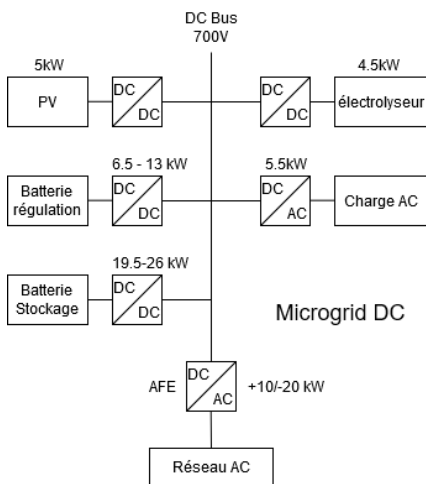 DC Bus
700V
5kW
4.5kW
PV
DC
DC
DC
DC
électrolyseur
6.5 - 13 kW
5.5kW
Batterie
régulation
DC
DC
DC
AC
Charge AC
19.5-26 kW
Batterie
Stockage
DC
DC
Microgrid DC
AFE
DC
AC
+10/-20 kW
Réseau AC